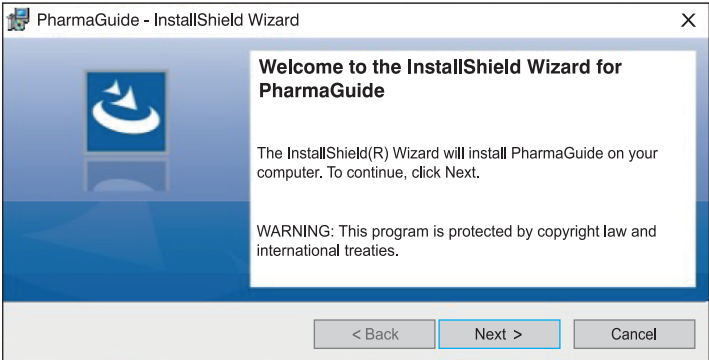 PharmaGuide - InstallShield Wizard X
Welcome to the InstallShield Wizard for
PharmaGuide
The InstallShield(R) Wizard will install PharmaGuide on your
computer. To continue, click Next.
WARNING: This program is protected by copyright law and
international treaties.
< Back Next > Cancel